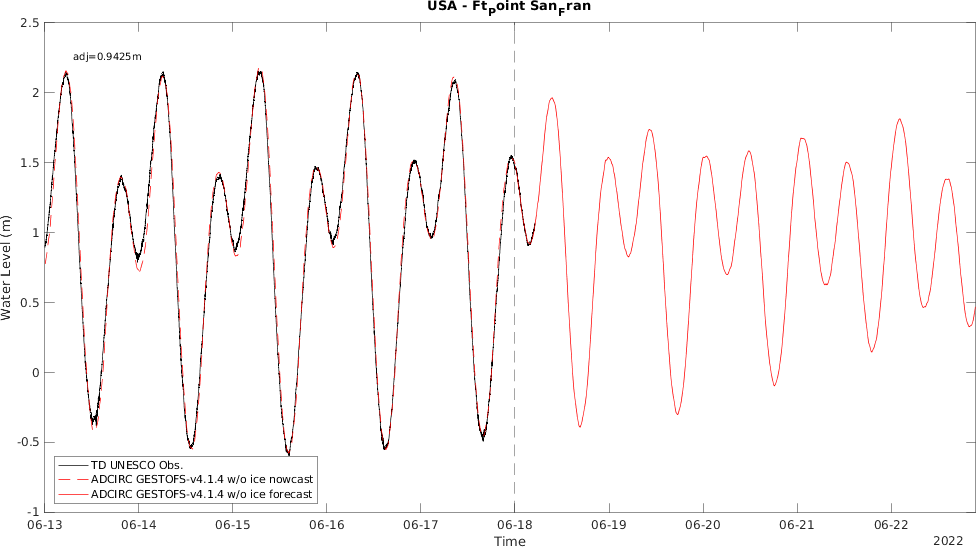 USA - Ft_Point San_Fran
adj=0.9425m
2.5
2
1.5
1
0.5
0
-0.5
-1
Water Level (m)
TD UNESCO Obs.
ADCIRC GESTOFS-v4.1.4 w/o ice nowcast
ADCIRC GESTOFS-v4.1.4 w/o ice forecast
06-13 06-14 06-15 06-16 06-17 06-18 06-19 06-20 06-21 06-22
Time
2022